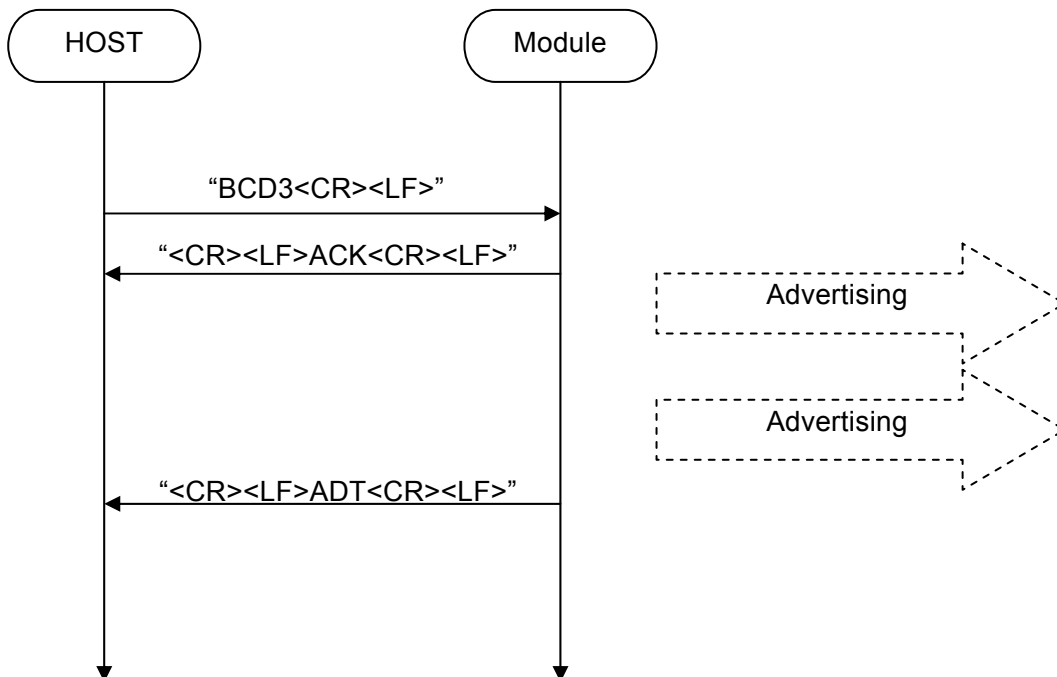 HOST
Module
“BCD3<CR><LF>”
“<CR><LF>ACK<CR><LF>”
Advertising
Advertising
“<CR><LF>ADT<CR><LF>”